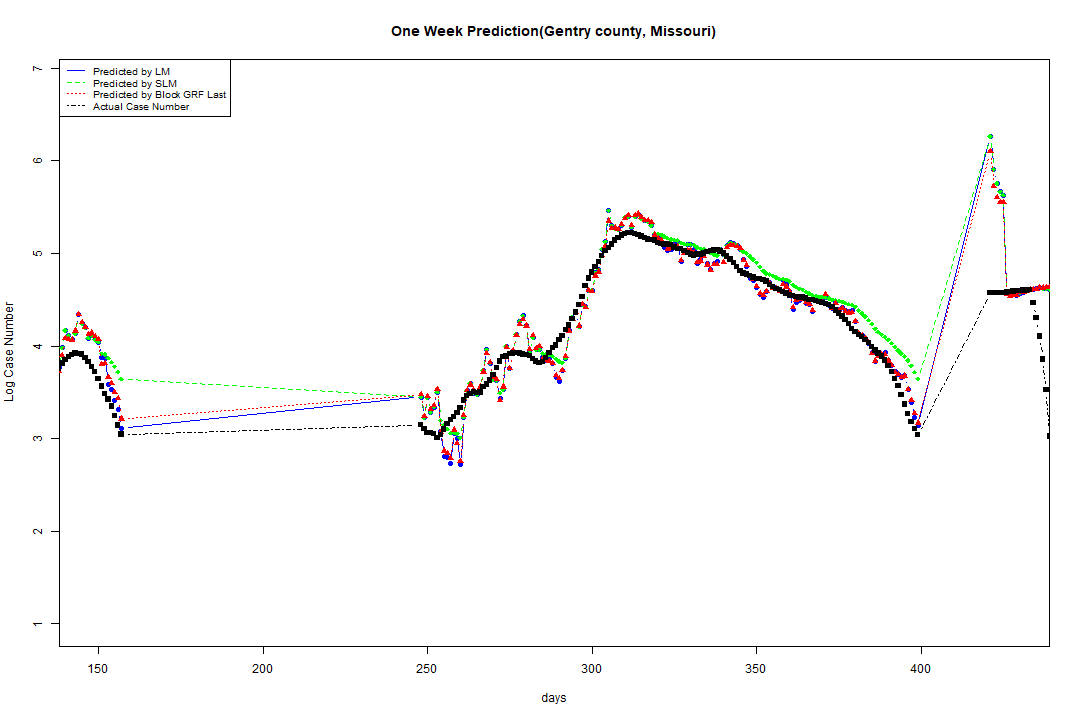 One Week Prediction(Gentry county, Missouri)
Predicted by LM
Predicted by SLM
Predicted by Block GRF Last
Actual Case Number
7
6
5
4
3
2
1
Log Case Number
150 200 250 300 350 400
days